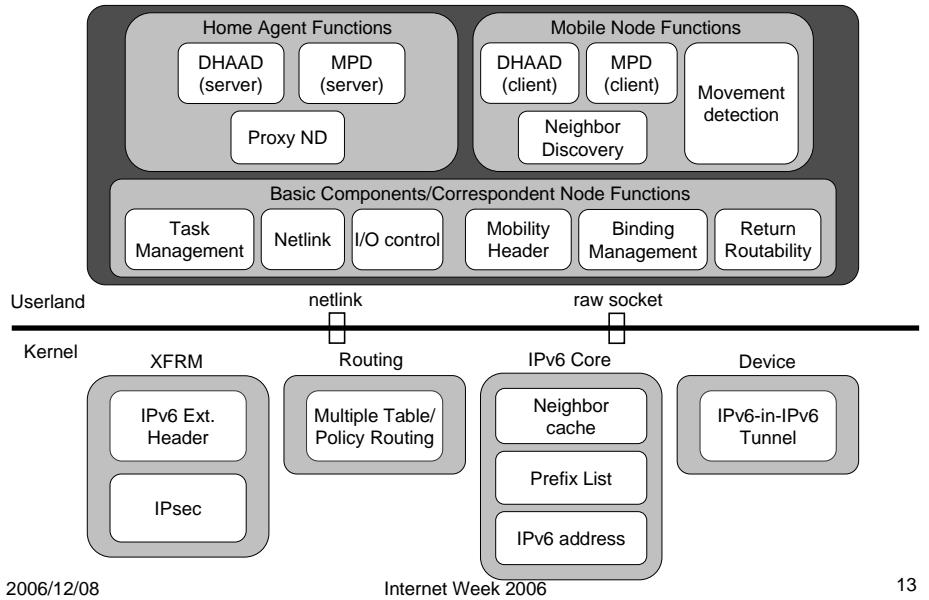 Home Agent Functions
DHAAD
(server)
MPD
(server)
Proxy ND
Mobile Node Functions
DHAAD
(client)
MPD
(client)
Neighbor
Discovery
Movement
detection
Basic Components/Correspondent Node Functions
Task
Management
Netlink
I/O control
Mobility
Header
Binding
Management
Return
Routability
Userland
netlink
raw socket
Kernel
XFRM
IPv6 Ext.
Header
IPsec
Routing
Multiple Table/
Policy Routing
IPv6 Core
Neighbor
cache
Prefix List
IPv6 address
Device
IPv6-in-IPv6
Tunnel
2006/12/08
Internet Week 2006
13